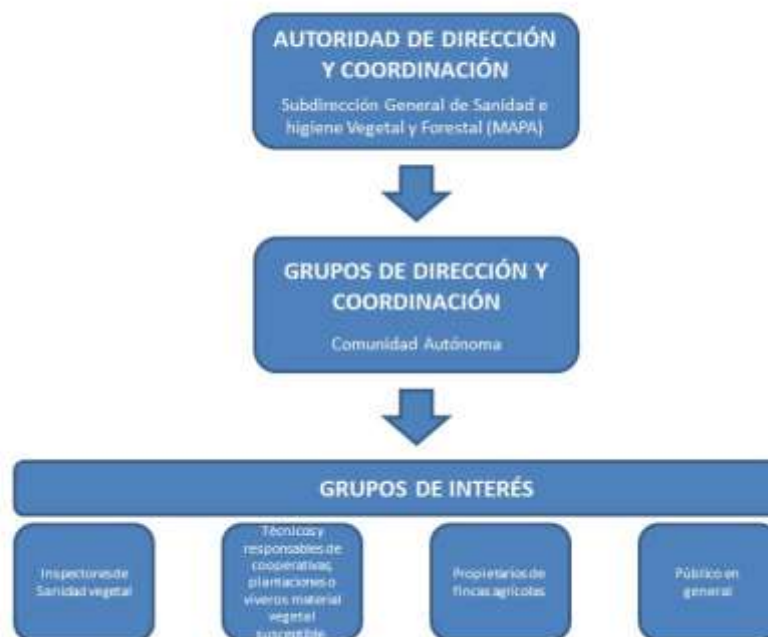 AUTORIDAD DE DIRECCIÓN
Y COORDINACIÓN
Subdirección General de Sanidad e
higiene Vegetal y Forestal (MAPA)
GRUPOS DE DIRECCIÓN Y
COORDINACIÓN
Comunidad Autónoma
GRUPOS DE INTERÉS
Inspectores de
Sanidad vegetal
Técnicos y
responsables de
cooperativas,
plantaciones o
viveros material
vegetal
susceptible
Propietarios de
fincas agrícolas
Público en
general